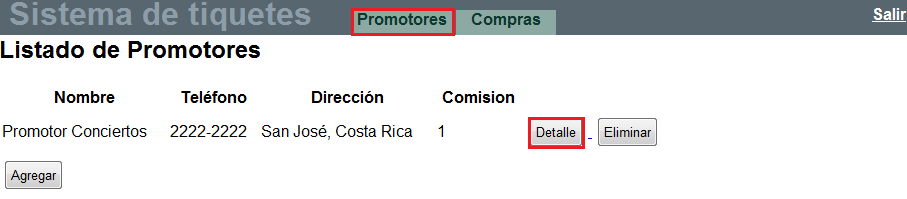 Sistema de tiquetes Promotores Compras Salir
Listado de Promotores
Nombre Teléfono Dirección Comision
Promotor Conciertos 2222-2222 San José, Costa Rica 1 Detalle Eliminar
Agregar